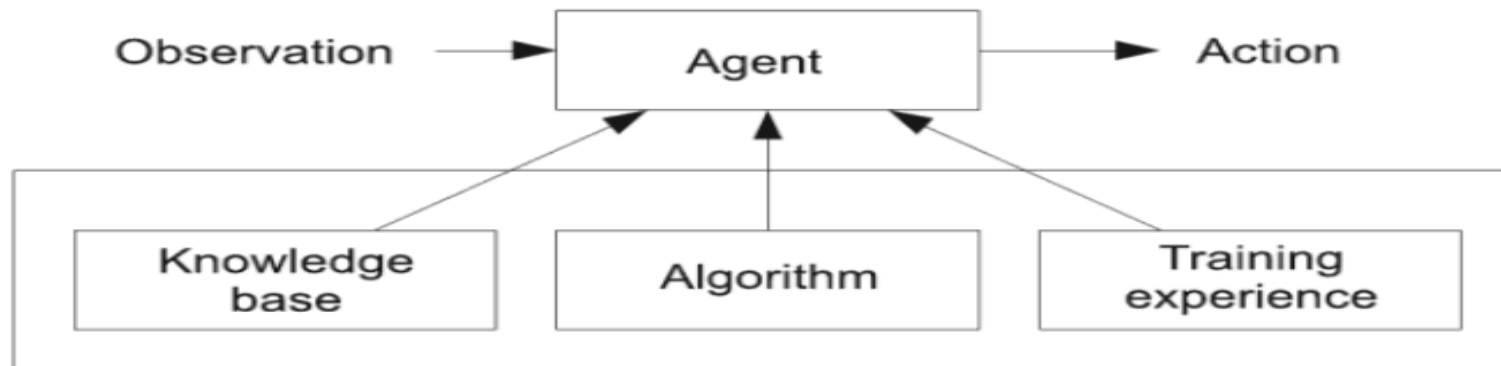 Observation
Agent
Action
Knowledge
base
Algorithm
Training
experience